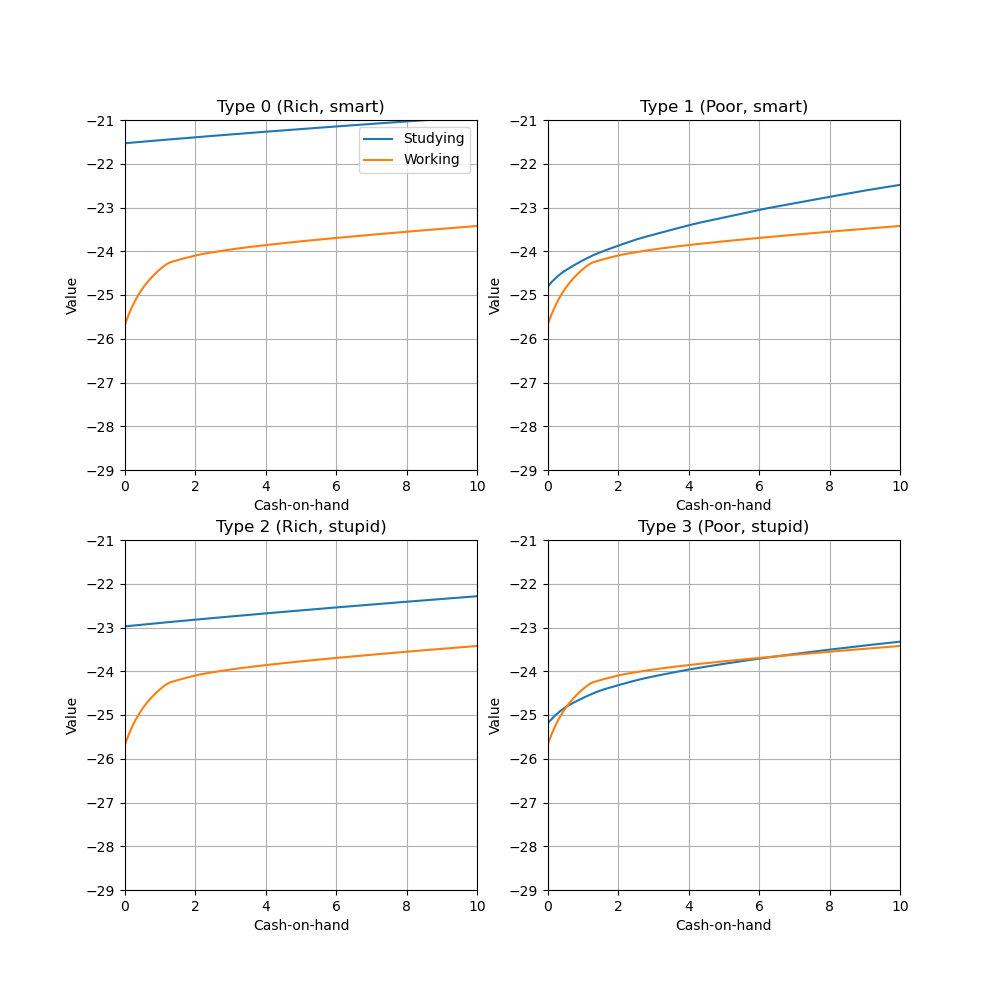 Type 0 (Rich, smart)
−21
−22
−23
−24
−25
−26
−27
−28
−29
Value
Studying
Working
0 2 4 6 8 10
Cash-on-hand
Type 1 (Poor, smart)
−21
−22
−23
−24
−25
−26
−27
−28
−29
Value
0 2 4 6 8 10
Cash-on-hand
Type 2 (Rich, stupid)
−21
−22
−23
−24
−25
−26
−27
−28
−29
Value
0 2 4 6 8 10
Cash-on-hand
Type 3 (Poor, stupid)
−21
−22
−23
−24
−25
−26
−27
−28
−29
Value
0 2 4 6 8 10
Cash-on-hand